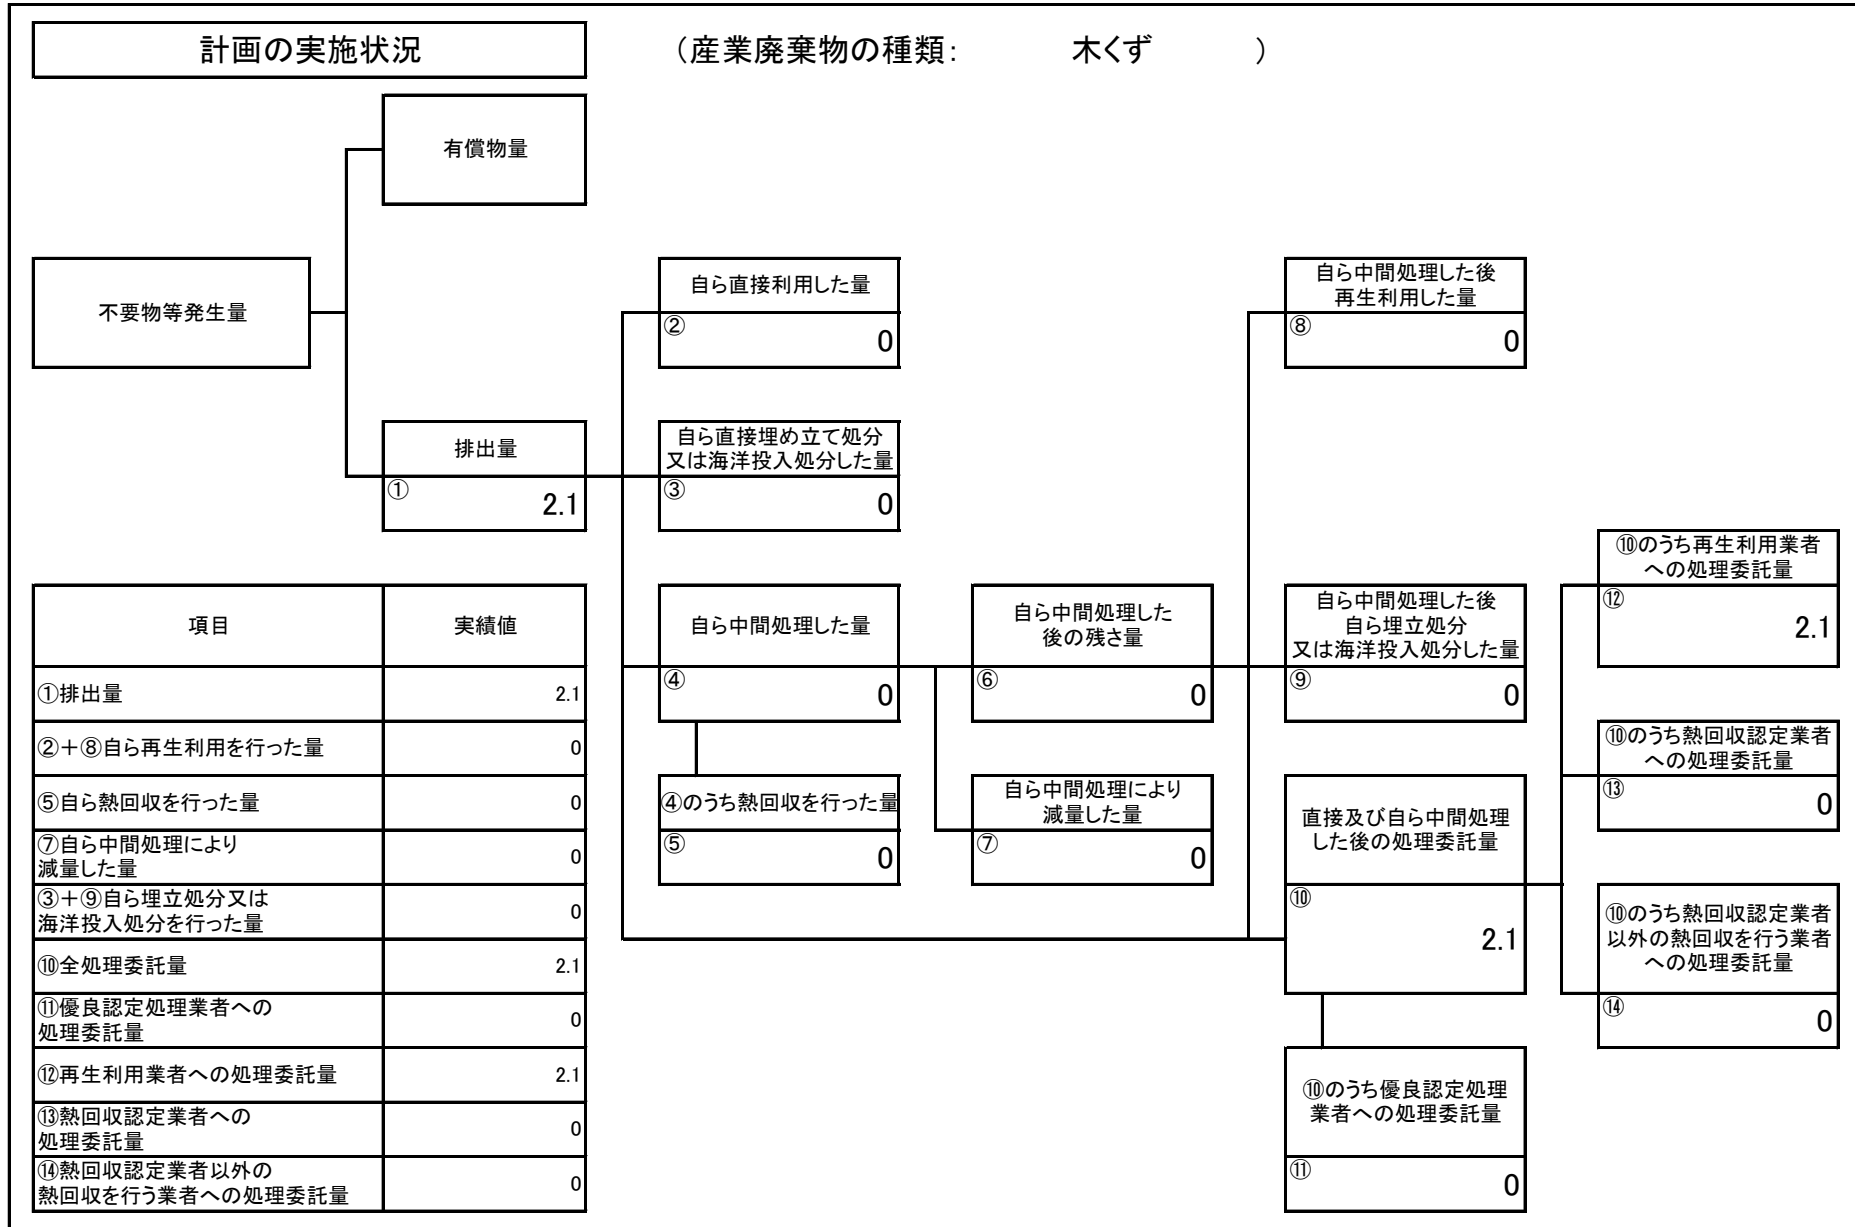 計画の実施状況
（産業廃棄物の種類： 木くず ）
有償物量
不要物等発生量
自ら直接利用した量
②
0
自ら中間処理した後
再生利用した量
⑧
0
排出量
①
2.1
自ら直接埋め立て処分
又は海洋投入処分した量
③
0
⑩のうち再生利用業者
への処理委託量
⑫
2.1
自ら中間処理した量
④
0
自ら中間処理した
後の残さ量
⑥
0
自ら中間処理した後
自ら埋立処分
又は海洋投入処分した量
⑨
0
⑩のうち熱回収認定業者
への処理委託量
⑬
0
④のうち熱回収を行った量
⑤
0
自ら中間処理により
減量した量
⑦
0
直接及び自ら中間処理
した後の処理委託量
⑩
2.1
⑩のうち熱回収認定業者
以外の熱回収を行う業者
への処理委託量
⑭
0
⑩のうち優良認定処理
業者への処理委託量
⑪
0
項目 実績値
①排出量 2.1
②＋⑧自ら再生利用を行った量 0
⑤自ら熱回収を行った量 0
⑦自ら中間処理により
減量した量 0
③＋⑨自ら埋立処分又は
海洋投入処分を行った量 0
⑩全処理委託量 2.1
⑪優良認定処理業者への
処理委託量 0
⑫再生利用業者への処理委託量 2.1
⑬熱回収認定業者への
処理委託量 0
⑭熱回収認定業者以外の
熱回収を行う業者への処理委託量 0